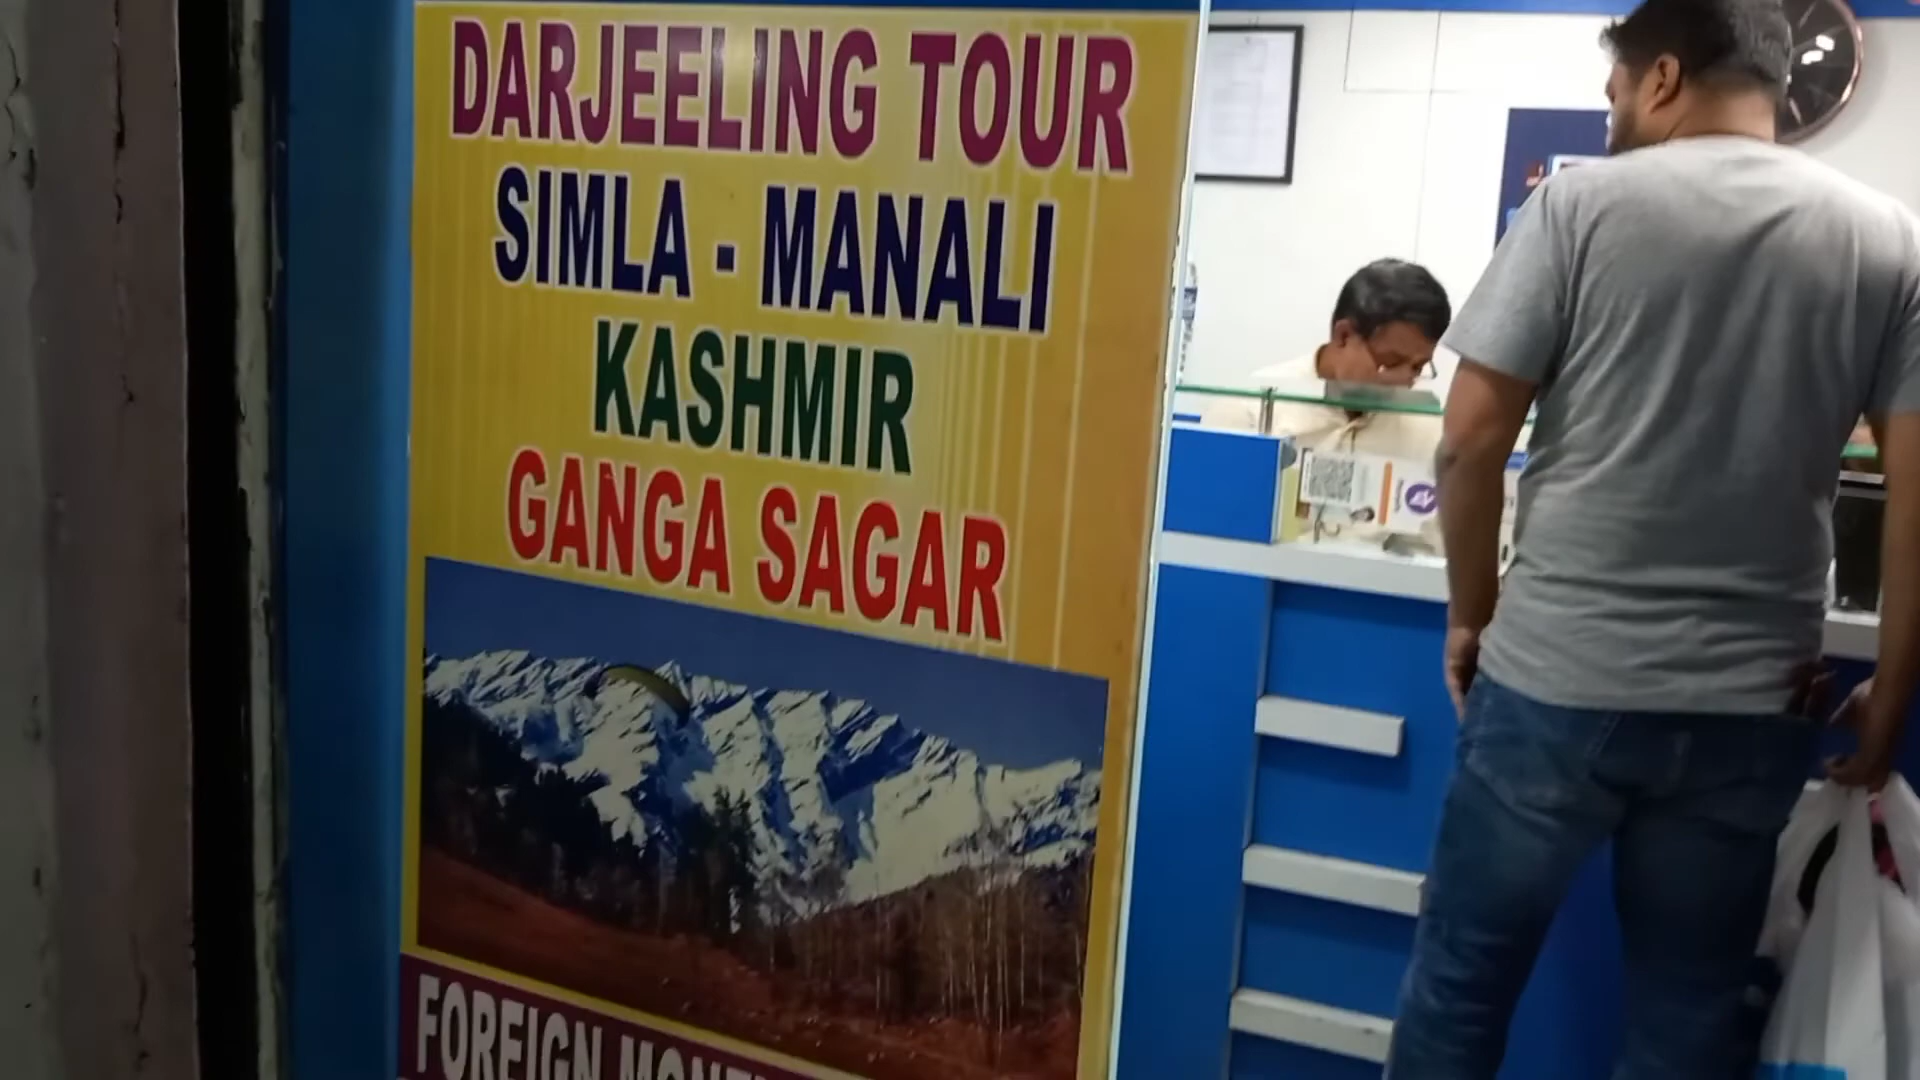 DARJEELING TOUR
SIMLA - MANALI
KASHMIR
GANGA SAGAR
FOREIGN